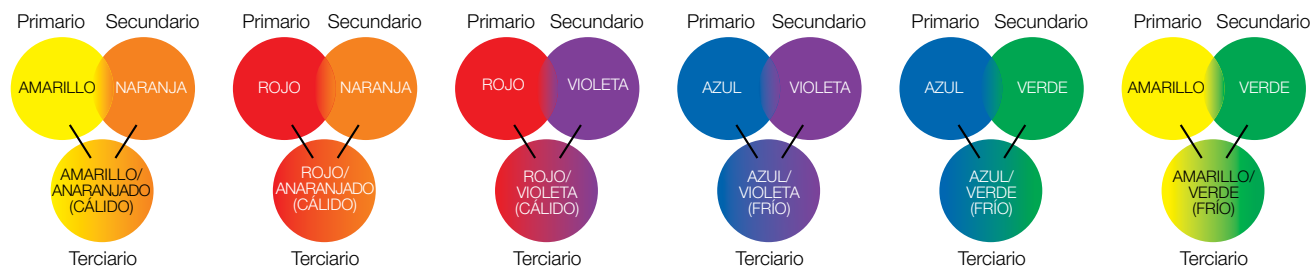 Primario Secundario
AMARILLO NARANJA
AMARILLO/
ANARANJADO
(CÁLIDO)
Terciario
Primario Secundario
ROJO NARANJA
ROJO/
ANARANJADO
(CÁLIDO)
Terciario
Primario Secundario
ROJO VIOLETA
ROJO/
VIOLETA
(CÁLIDO)
Terciario
Primario Secundario
AZUL VIOLETA
AZUL/
VIOLETA
(FRÍO)
Terciario
Primario Secundario
AZUL VERDE
AZUL/
VERDE
(FRÍO)
Terciario
Primario Secundario
AMARILLO VERDE
AMARILLO/
VERDE
(FRÍO)
Terciario